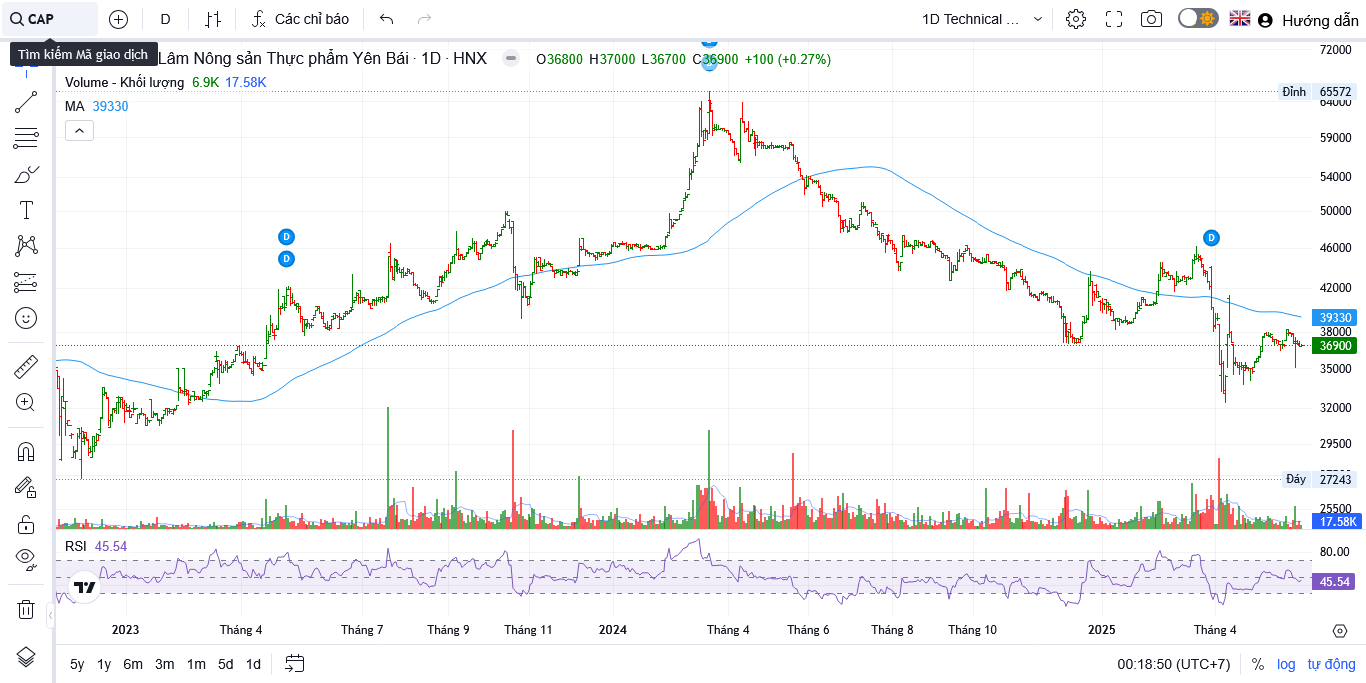 CAP D Các chỉ báo 1D Technical ... Hướng dẫn
Tìm kiếm Mã giao dịch
Lâm Nông sản Thực phẩm Yên Bái · 1D · HNX O36800 H37000 L36700 C36900 +100 (+0.27%)
Volume - Khối lượng 6.9K 17.58K
MA 39330
72000
Đỉnh 65572
64000
59000
54000
50000
D
D
D
46000
42000
39330
38000
36900
35000
32000
29500
Đáy 27243
25500
17.58K
RSI 45.54
80.00
45.54
2023 Tháng 4 Tháng 7 Tháng 9 Tháng 11 2024 Tháng 4 Tháng 6 Tháng 8 Tháng 10 2025 Tháng 4
5y 1y 6m 3m 1m 5d 1d 00:18:50 (UTC+7) % log tự động